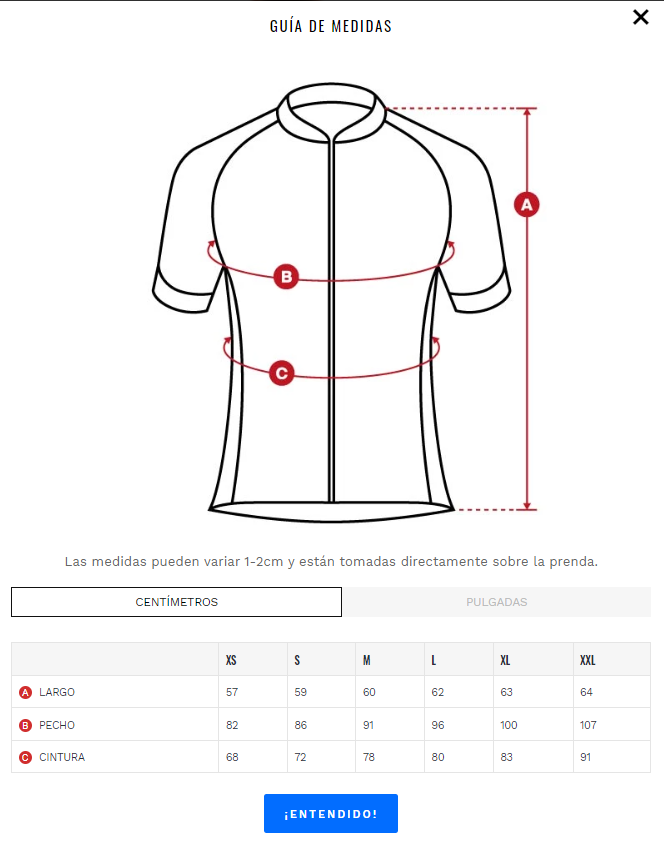 GUÍA DE MEDIDAS
A
B
C
Las medidas pueden variar 1-2cm y están tomadas directamente sobre la prenda.
CENTÍMETROS PULGADAS
XS S M L XL XXL
A LARGO 57 59 60 62 63 64
B PECHO 82 86 91 96 100 107
C CINTURA 68 72 78 80 83 91
¡ENTENDIDO!